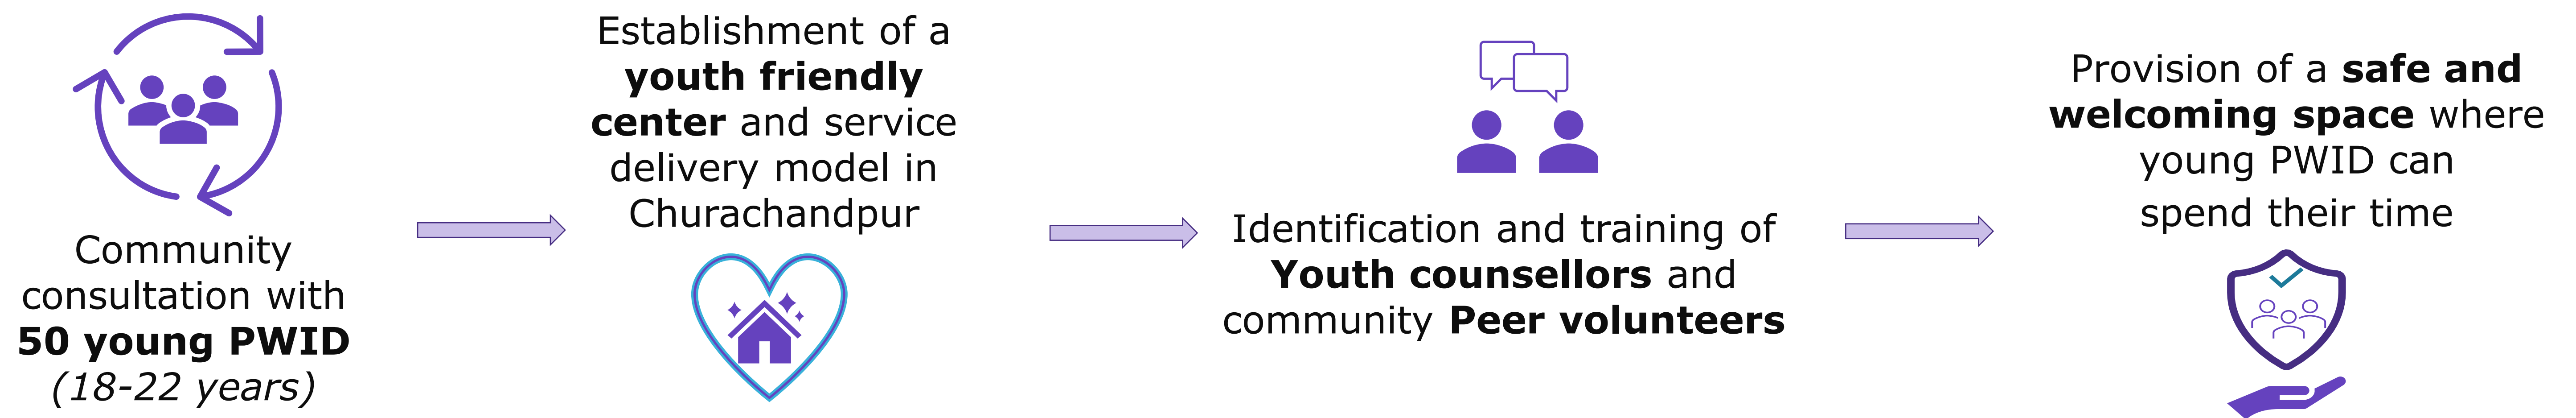 Community
consultation with
50 young PWID
(18-22 years)
Establishment of a
youth friendly
center and service
delivery model in
Churachandpur
Identification and training of
Youth counsellors and
community Peer volunteers
Provision of a safe and
welcoming space where
young PWID can
spend their time